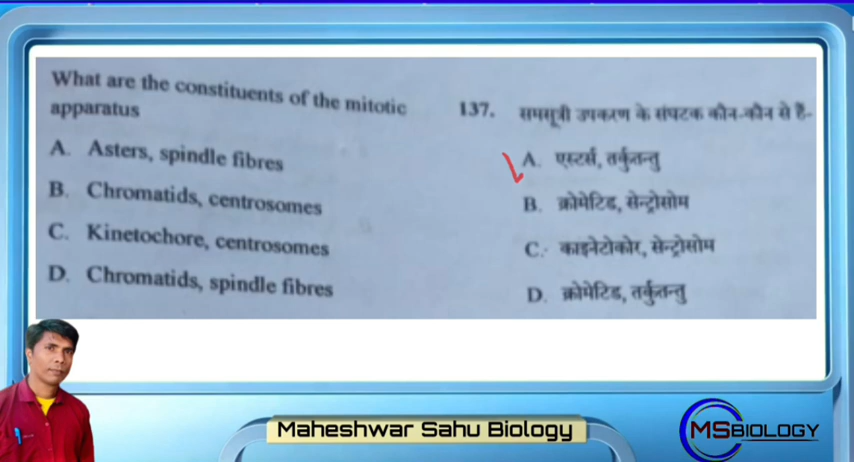 What are the constituents of the mitotic
apparatus
A. Asters, spindle fibres
B. Chromatids, centrosomes
C. Kinetochore, centrosomes
D. Chromatids, spindle fibres
137. समसूत्री उपकरण के संघटक कौन-कौन से हैं-
A. एस्टर्स, तर्कुतन्तु
B. क्रोमेटिड, सेन्ट्रोसोम
C. काइनेटोकोर, सेन्ट्रोसोम
D. क्रोमेटिड, तर्कुतन्तु
Maheshwar Sahu Biology
MSBIOLOGY